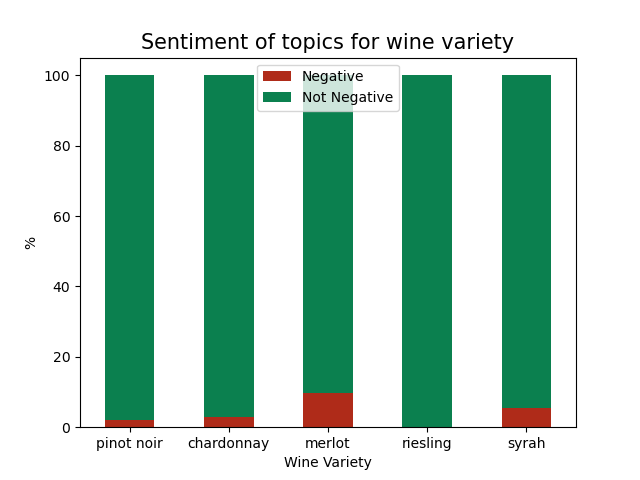 Sentiment of topics for wine variety
Negative
Not Negative
100
80
60
40
20
0
%
pinot noir chardonnay merlot riesling syrah
Wine Variety